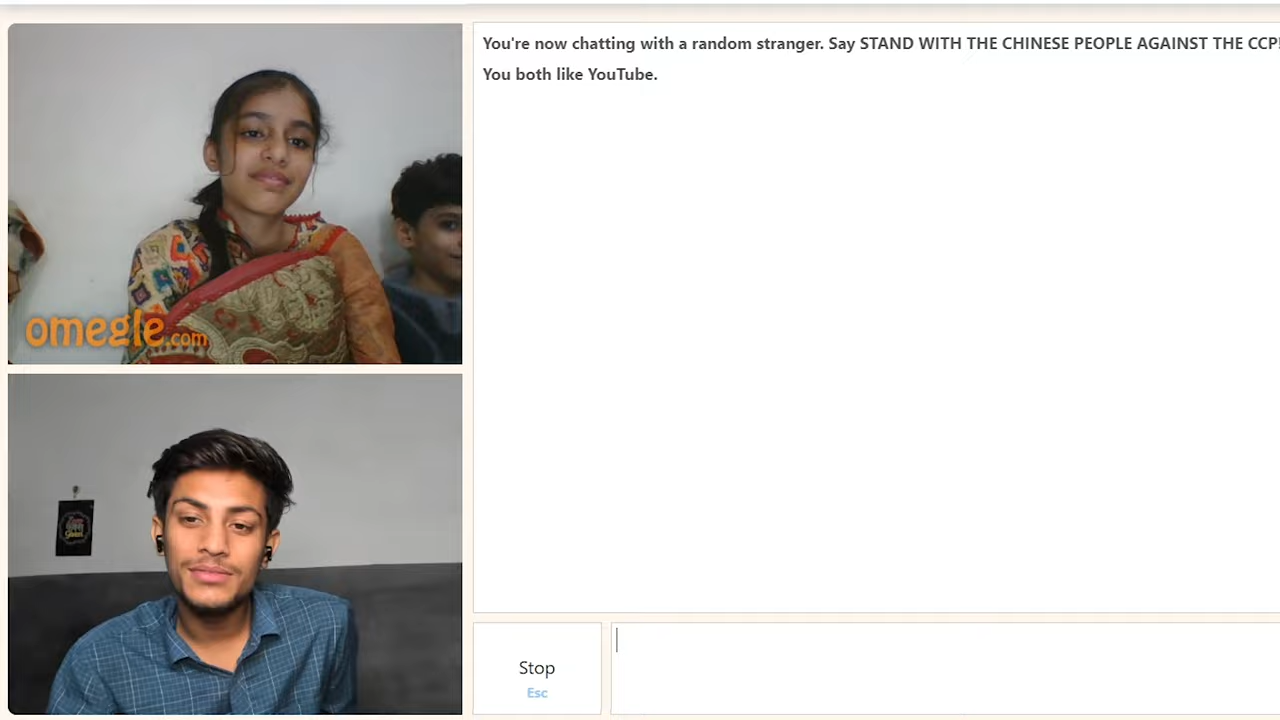 You're now chatting with a random stranger. Say STAND WITH THE CHINESE PEOPLE AGAINST THE CCP!
You both like YouTube.
omegle.com
Stop
Esc